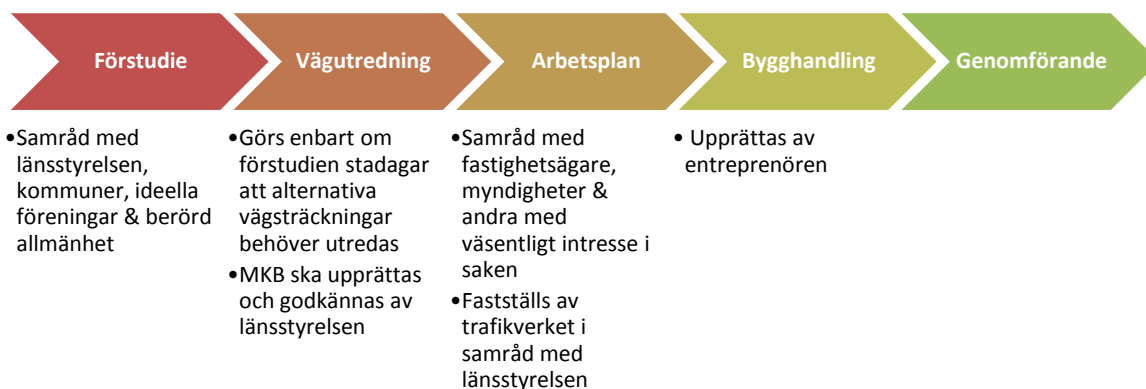 Förstudie
Vägutredning
Arbetsplan
Bygghandling
Genomförande
•Samråd med
länsstyrelsen,
kommuner, ideella
föreningar & berörd
allmänhet
•Görs enbart om
förstudien stadagar
att alternativa
vägsträckningar
behöver utredas
•MKB ska upprättas
och godkännas av
länsstyrelsen
•Samråd med
fastighetsägare,
myndigheter &
andra med
väsentligt intresse i
saken
•Fastställs av
trafikverket i
samråd med
länsstyrelsen
• Upprättas av
entreprenören